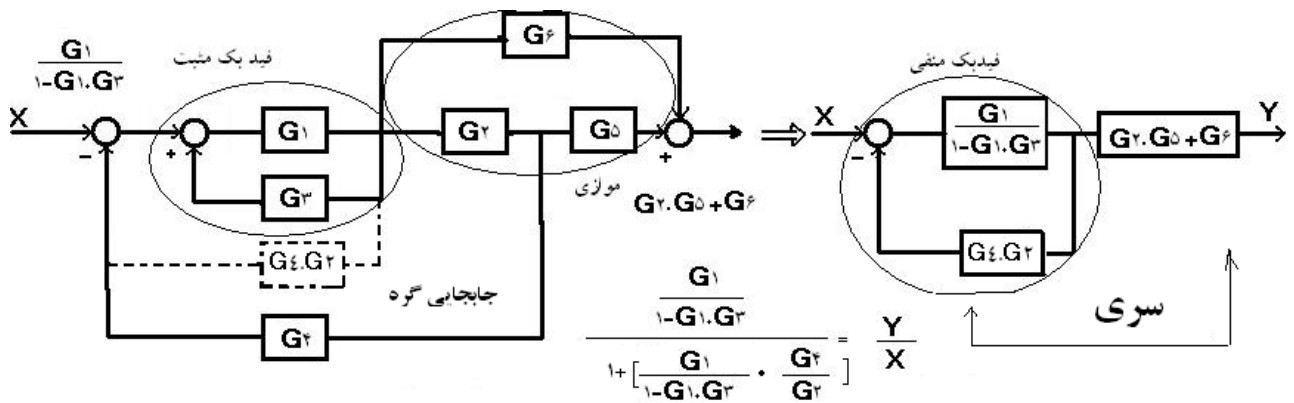 G۱
۱-G۱.G۳
فید بک مثبت
X
-
+
G۱
G۳
G٤.G۲
G۴
جابجایی گره
G۶
G۲
G۵
+
موازی
G۲.G۵+G۶
فیدبک منفی
X
-
G۱
۱-G۱.G۳
G٤.G۲
G۲.G۵+G۶
Y
سری
G۱
۱-G۱.G۳
۱+[G۱
۱-G۱.G۳
.
G۴
G۲
]
=
Y
X